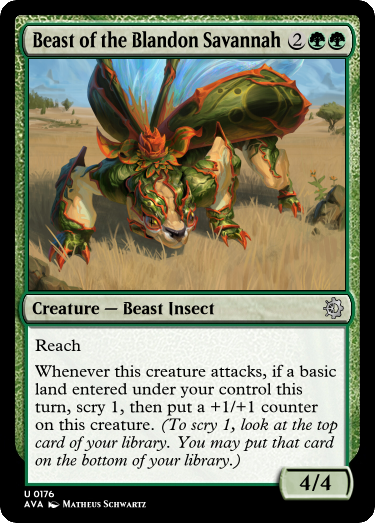 Beast of the Blandon Savannah 2
Creature — Beast Insect
Reach
Whenever this creature attacks, if a basic
land entered under your control this
turn, scry 1, then put a +1/+1 counter
on this creature. (To scry 1, look at the top
card of your library. You may put that card
on the bottom of your library.)
4/4
U 0176
AVA Matheus Schwartz